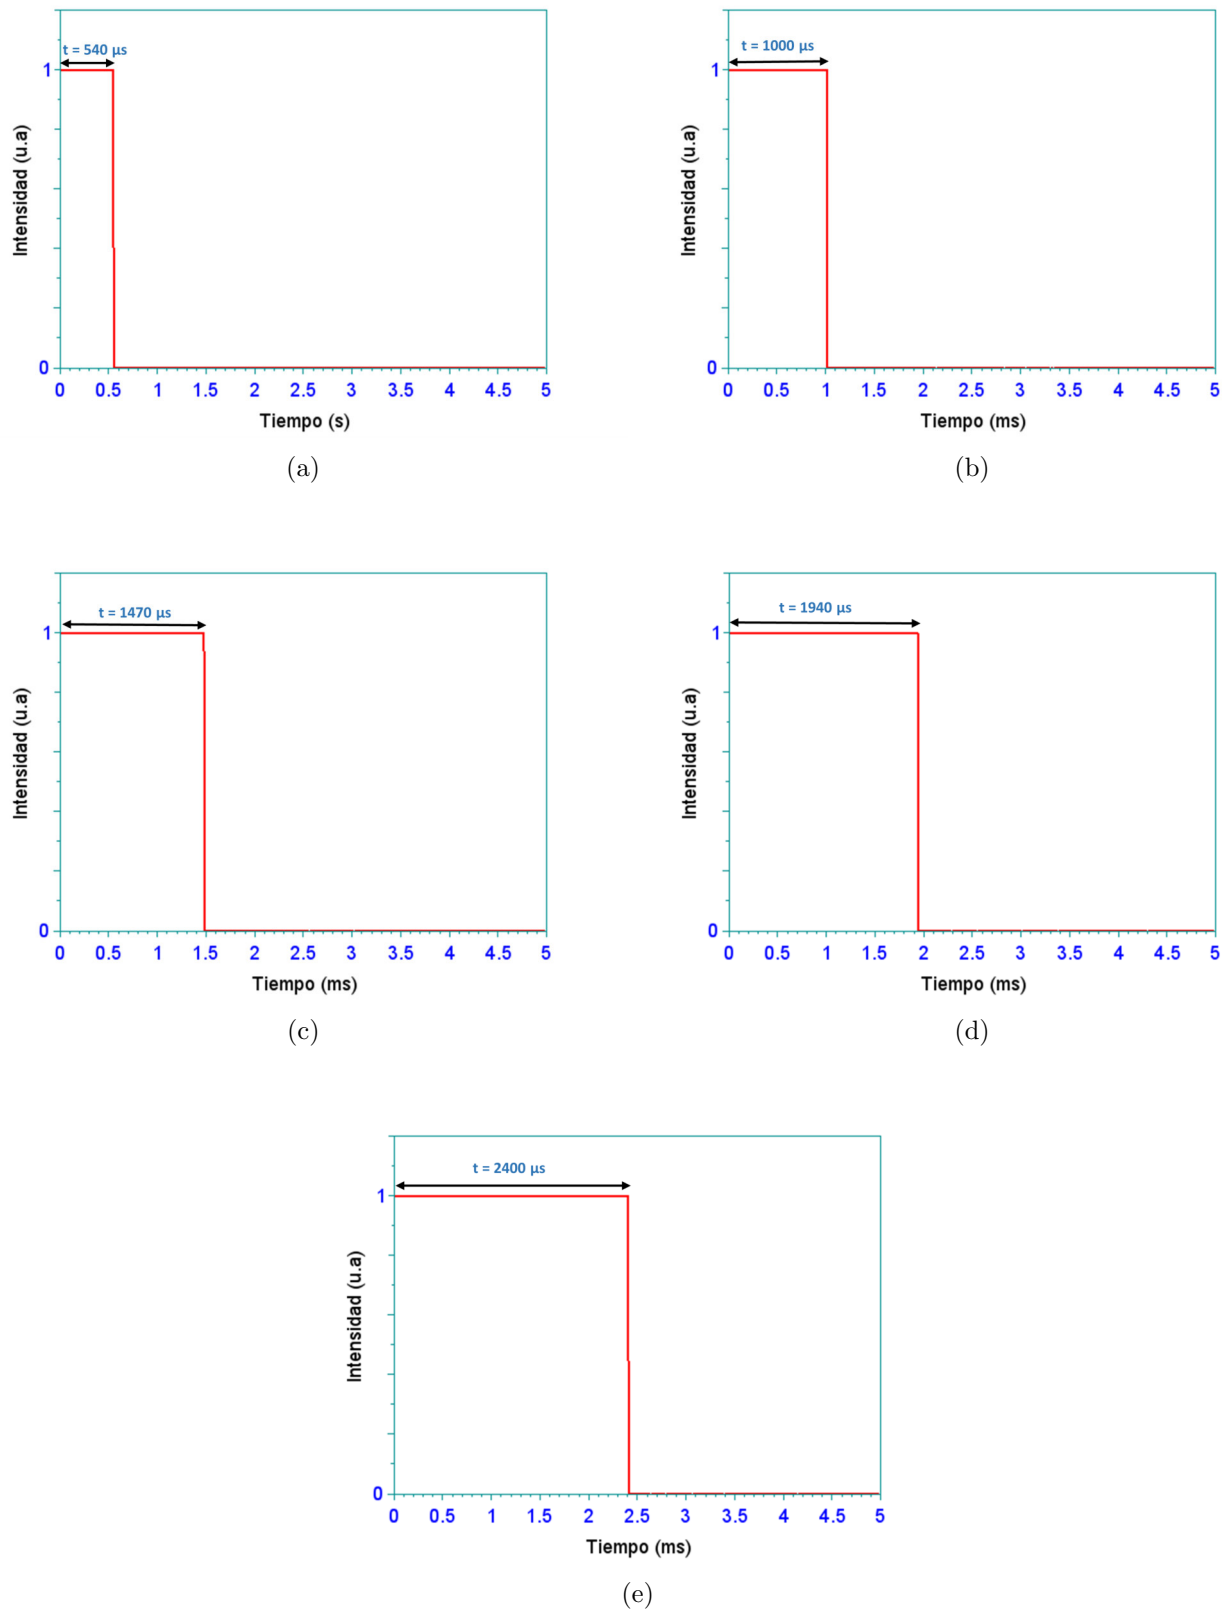 t = 540 µs
1
Intensidad (u.a)
0
0 0.5 1 1.5 2 2.5 3 3.5 4 4.5 5
Tiempo (s)
(a)
t = 1000 µs
1
Intensidad (u.a)
0
0 0.5 1 1.5 2 2.5 3 3.5 4 4.5 5
Tiempo (ms)
(b)
t = 1470 µs
1
Intensidad (u.a)
0
0 0.5 1 1.5 2 2.5 3 3.5 4 4.5 5
Tiempo (ms)
(c)
t = 1940 µs
1
Intensidad (u.a)
0
0 0.5 1 1.5 2 2.5 3 3.5 4 4.5 5
Tiempo (ms)
(d)
t = 2400 µs
1
Intensidad (u.a)
0
0 0.5 1 1.5 2 2.5 3 3.5 4 4.5 5
Tiempo (ms)
(e)